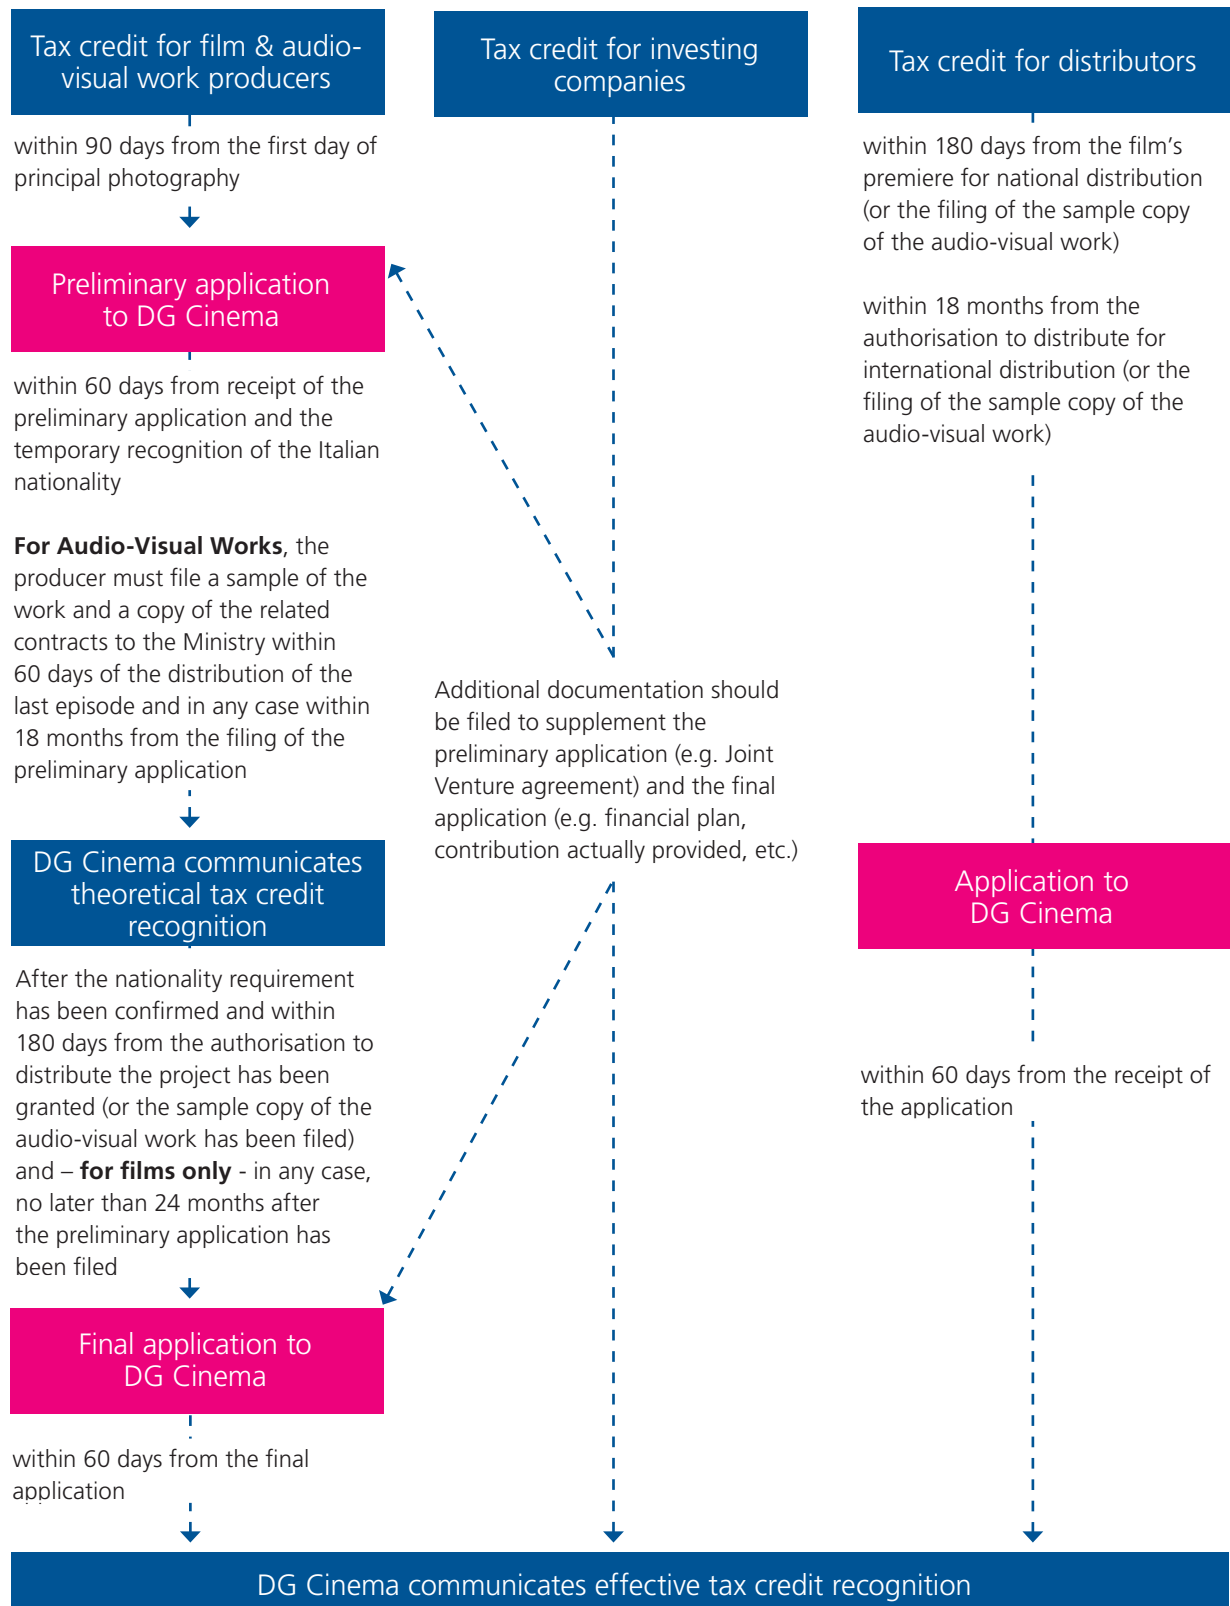 Tax credit for film & audio-
visual work producers
within 90 days from the first day of
principal photography
Preliminary application
to DG Cinema
within 60 days from receipt of the
preliminary application and the
temporary recognition of the Italian
nationality
For Audio-Visual Works, the
producer must file a sample of the
work and a copy of the related
contracts to the Ministry within
60 days of the distribution of the
last episode and in any case within
18 months from the filing of the
preliminary application
DG Cinema communicates
theoretical tax credit
recognition
After the nationality requirement
has been confirmed and within
180 days from the authorisation to
distribute the project has been
granted (or the sample copy of the
audio-visual work has been filed)
and – for films only - in any case,
no later than 24 months after
the preliminary application has
been filed
Final application to
DG Cinema
within 60 days from the final
application
Tax credit for investing
companies
Additional documentation should
be filed to supplement the
preliminary application (e.g. Joint
Venture agreement) and the final
application (e.g. financial plan,
contribution actually provided, etc.)
Tax credit for distributors
within 180 days from the film’s
premiere for national distribution
(or the filing of the sample copy
of the audio-visual work)
within 18 months from the
authorisation to distribute for
international distribution (or the
filing of the sample copy of the
audio-visual work)
Application to
DG Cinema
within 60 days from the receipt of
the application
DG Cinema communicates effective tax credit recognition